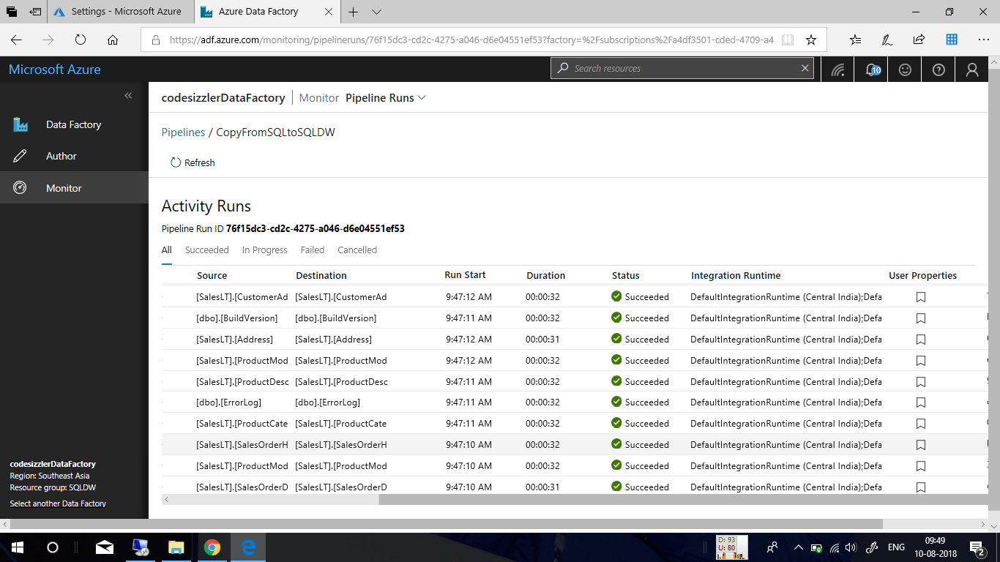 Settings - Microsoft Azure
Azure Data Factory
https://adf.azure.com/monitoring/pipelineruns/76f15dc3-cd2c-4275-a046-d6e04551ef53?factory=%2Fsubscriptions%2Fa4df3501-cded-4709-a4
Microsoft Azure
Search resources
10
codesizzlerDataFactory
Monitor
Pipeline Runs
Data Factory
Author
Monitor
Pipelines / CopyFromSQLtoSQLDW
Refresh
Activity Runs
Pipeline Run ID 76f15dc3-cd2c-4275-a046-d6e04551ef53
All Succeeded In Progress Failed Cancelled
Source Destination Run Start Duration Status Integration Runtime User Properties
[SalesLT].[CustomerAd [SalesLT].[CustomerAd 9:47:12 AM 00:00:32 Succeeded DefaultIntegrationRuntime (Central India);Defa
[dbo].[BuildVersion] [dbo].[BuildVersion] 9:47:11 AM 00:00:32 Succeeded DefaultIntegrationRuntime (Central India);Defa
[SalesLT].[Address] [SalesLT].[Address] 9:47:12 AM 00:00:31 Succeeded DefaultIntegrationRuntime (Central India);Defa
[SalesLT].[ProductMod [SalesLT].[ProductMod 9:47:12 AM 00:00:32 Succeeded DefaultIntegrationRuntime (Central India);Defa
[SalesLT].[ProductDesc [SalesLT].[ProductDesc 9:47:11 AM 00:00:32 Succeeded DefaultIntegrationRuntime (Central India);Defa
[dbo].[ErrorLog] [dbo].[ErrorLog] 9:47:11 AM 00:00:32 Succeeded DefaultIntegrationRuntime (Central India);Defa
[SalesLT].[ProductCate [SalesLT].[ProductCate 9:47:11 AM 00:00:32 Succeeded DefaultIntegrationRuntime (Central India);Defa
[SalesLT].[SalesOrderH [SalesLT].[SalesOrderH 9:47:10 AM 00:00:32 Succeeded DefaultIntegrationRuntime (Central India);Defa
[SalesLT].[ProductMod [SalesLT].[ProductMod 9:47:10 AM 00:00:32 Succeeded DefaultIntegrationRuntime (Central India);Defa
[SalesLT].[SalesOrderD [SalesLT].[SalesOrderD 9:47:10 AM 00:00:31 Succeeded DefaultIntegrationRuntime (Central India);Defa
codesizzlerDataFactory
Region: Southeast Asia
Resource group: SQLDW
Select another Data Factory
D: 93
U: 80
ENG
09:49
10-08-2018
2